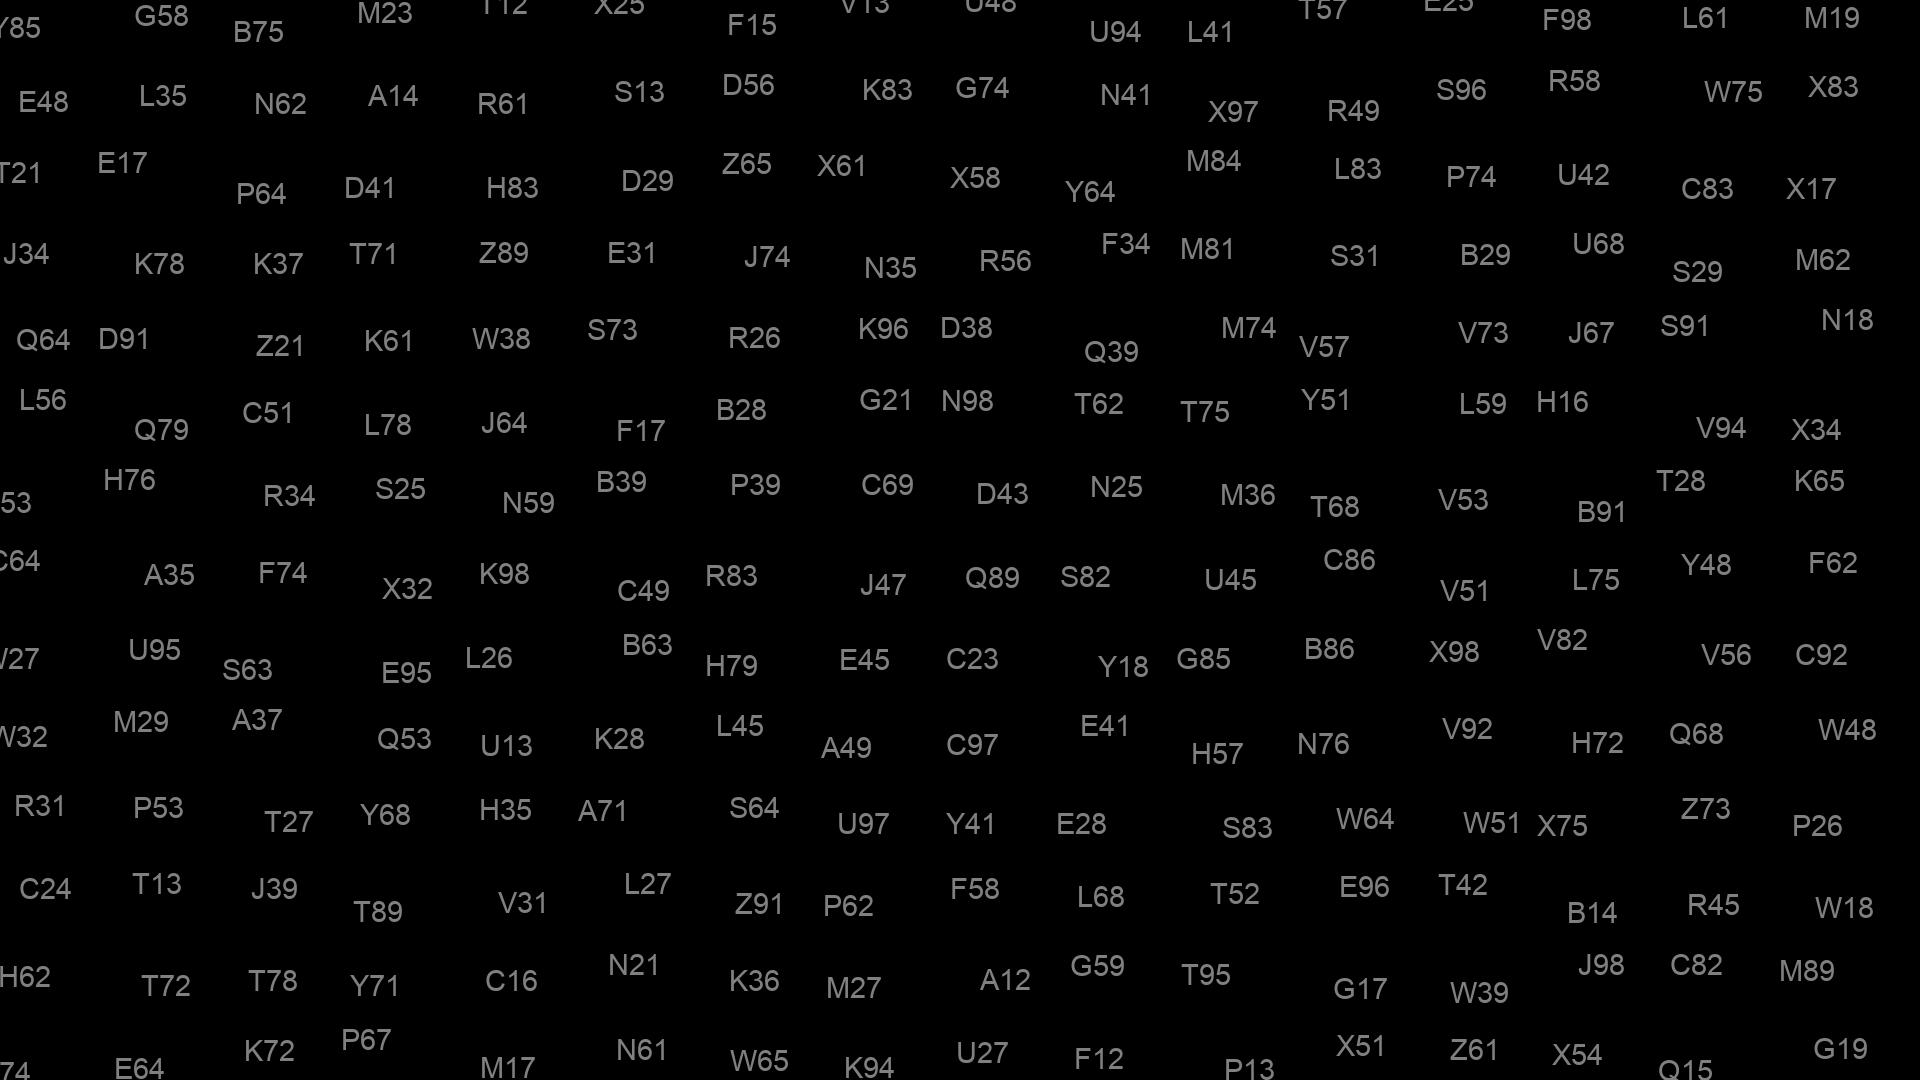 Y85 G58 B75 M23 T12 X25 F15 V13 U48 U94 L41 T57 E25 F98 L61 M19
E48 L35 N62 A14 R61 S13 D56 K83 G74 N41 X97 R49 S96 R58 W75 X83
T21 E17 P64 D41 H83 D29 Z65 X61 X58 Y64 M84 L83 P74 U42 C83 X17
J34 K78 K37 T71 Z89 E31 J74 N35 R56 F34 M81 S31 B29 U68 S29 M62
Q64 D91 Z21 K61 W38 S73 R26 K96 D38 Q39 M74 V57 V73 J67 S91 N18
L56 Q79 C51 L78 J64 F17 B28 G21 N98 T62 T75 Y51 L59 H16 V94 X34
53 H76 R34 S25 N59 B39 P39 C69 D43 N25 M36 T68 V53 B91 T28 K65
C64 A35 F74 X32 K98 C49 R83 J47 Q89 S82 U45 C86 V51 L75 Y48 F62
27 U95 S63 E95 L26 B63 H79 E45 C23 Y18 G85 B86 X98 V82 V56 C92
W32 M29 A37 Q53 U13 K28 L45 A49 C97 E41 H57 N76 V92 H72 Q68 W48
R31 P53 T27 Y68 H35 A71 S64 U97 Y41 E28 S83 W64 W51 X75 Z73 P26
C24 T13 J39 T89 V31 L27 Z91 P62 F58 L68 T52 E96 T42 B14 R45 W18
H62 T72 T78 Y71 C16 N21 K36 M27 A12 G59 T95 G17 W39 J98 C82 M89
74 E64 K72 P67 M17 N61 W65 K94 U27 F12 P13 X51 Z61 X54 Q15 G19